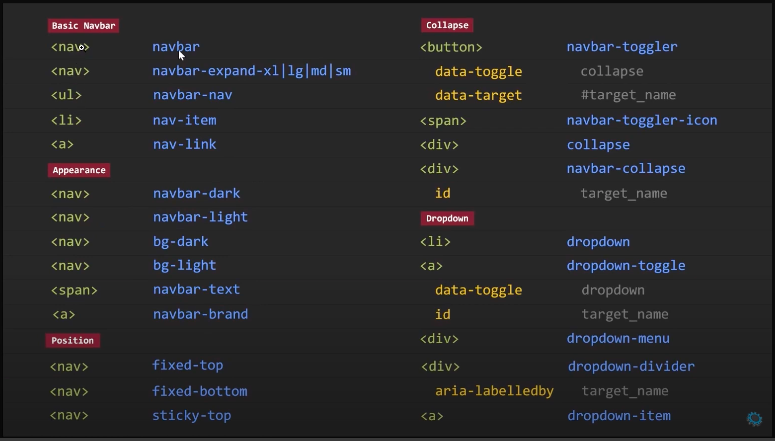 Basic Navbar
<nav> navbar
<nav> navbar-expand-xl|lg|md|sm
<ul> navbar-nav
<li> nav-item
<a> nav-link
Appearance
<nav> navbar-dark
<nav> navbar-light
<nav> bg-dark
<nav> bg-light
<span> navbar-text
<a> navbar-brand
Position
<nav> fixed-top
<nav> fixed-bottom
<nav> sticky-top
Collapse
<button> navbar-toggler
data-toggle collapse
data-target #target_name
<span> navbar-toggler-icon
<div> collapse
<div> navbar-collapse
id target_name
Dropdown
<li> dropdown
<a> dropdown-toggle
data-toggle dropdown
id target_name
<div> dropdown-menu
<div> dropdown-divider
aria-labelledby target_name
<a> dropdown-item